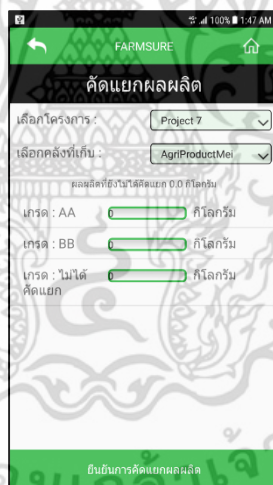 100% 1:47 AM
FARMSURE
คัดแยกผลผลิต
เลือกโครงการ : Project 7
เลือกคลังที่เก็บ : AgriProductMei
ผลผลิตที่ยังไม่ได้คัดแยก 0.0 กิโลกรัม
เกรด : AA 0 กิโลกรัม
เกรด : BB 0 กิโลกรัม
เกรด : ไม่ได้ 0 กิโลกรัม
คัดแยก
ยืนยันการคัดแยกผลผลิต